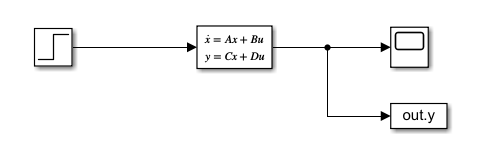 ẋ = Ax + Bu
y = Cx + Du
out.y